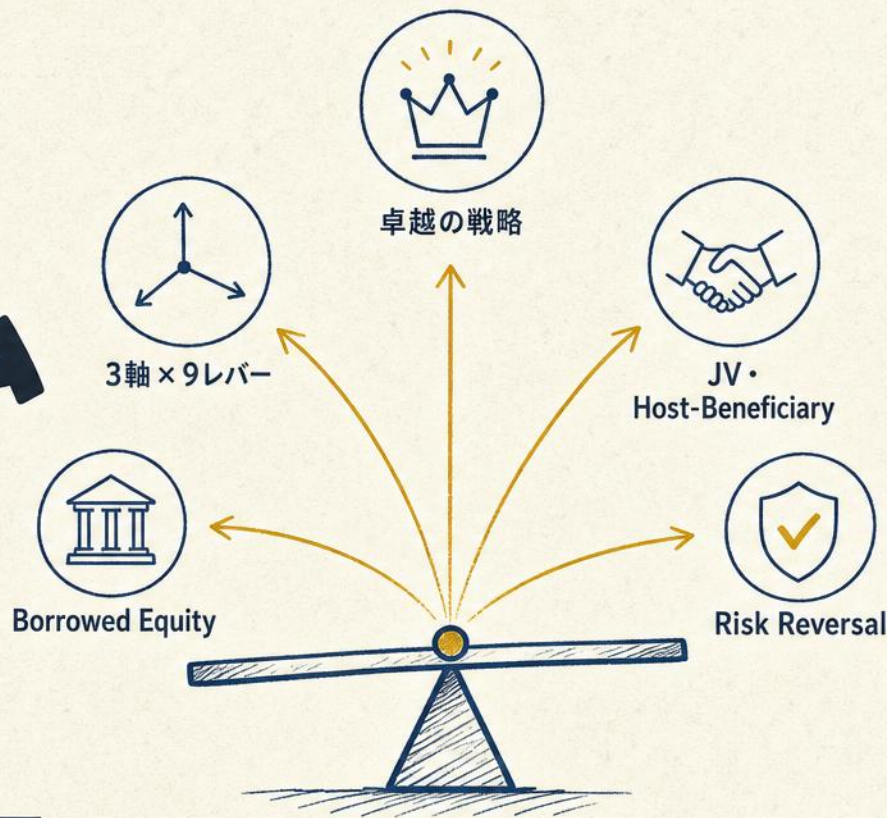 卓越の戦略
3軸×9レバー
JV・
Host-Beneficiary
Borrowed Equity
Risk Reversal